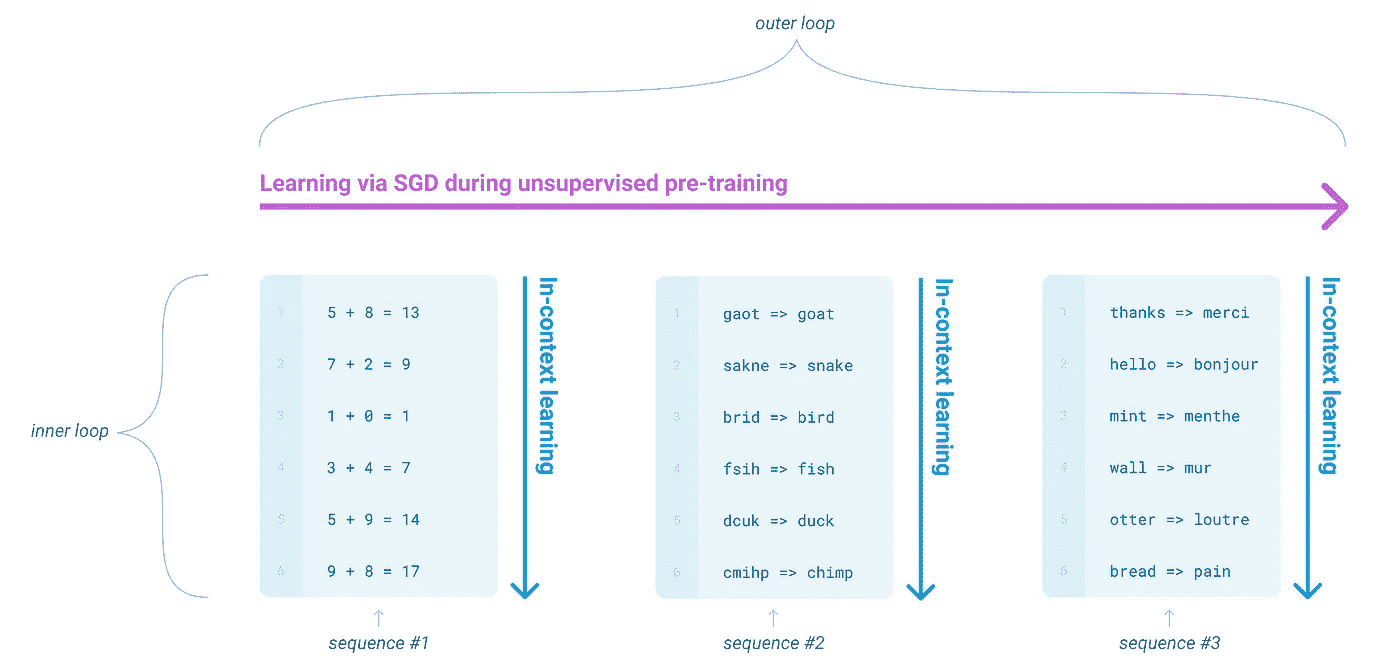 outer loop
Learning via SGD during unsupervised pre-training
inner loop
1 5 + 8 = 13
2 7 + 2 = 9
3 1 + 0 = 1
4 3 + 4 = 7
5 5 + 9 = 14
6 9 + 8 = 17
In-context learning
sequence #1
1 gaot => goat
2 sakne => snake
3 brid => bird
4 fsih => fish
5 dcuk => duck
6 cmihp => chimp
In-context learning
sequence #2
1 thanks => merci
2 hello => bonjour
3 mint => menthe
4 wall => mur
5 otter => loutre
6 bread => pain
In-context learning
sequence #3